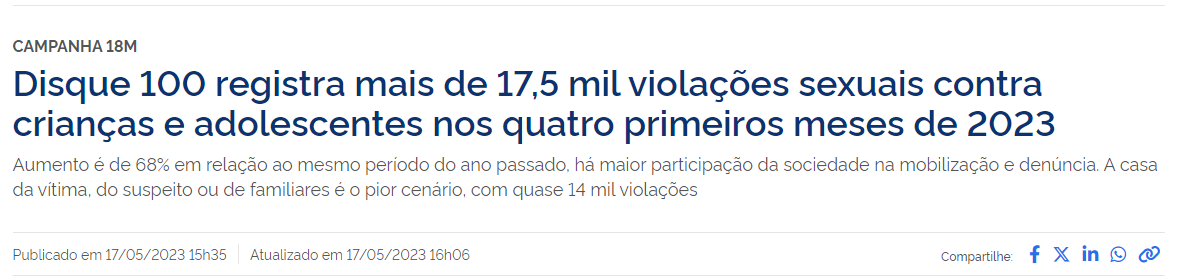 CAMPANHA 18M
Disque 100 registra mais de 17,5 mil violações sexuais contra
crianças e adolescentes nos quatro primeiros meses de 2023
Aumento é de 68% em relação ao mesmo período do ano passado, há maior participação da sociedade na mobilização e denúncia. A casa
da vítima, do suspeito ou de familiares é o pior cenário, com quase 14 mil violações
Publicado em 17/05/2023 15h35 Atualizado em 17/05/2023 16h06 Compartilhe: